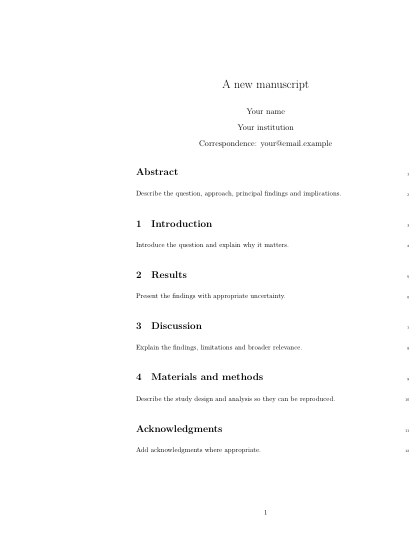 A new manuscript
Your name
Your institution
Correspondence: your@email.example
Abstract
Describe the question, approach, principal findings and implications.
1 Introduction
Introduce the question and explain why it matters.
2 Results
Present the findings with appropriate uncertainty.
3 Discussion
Explain the findings, limitations and broader relevance.
4 Materials and methods
Describe the study design and analysis so they can be reproduced.
Acknowledgments
Add acknowledgments where appropriate.
1